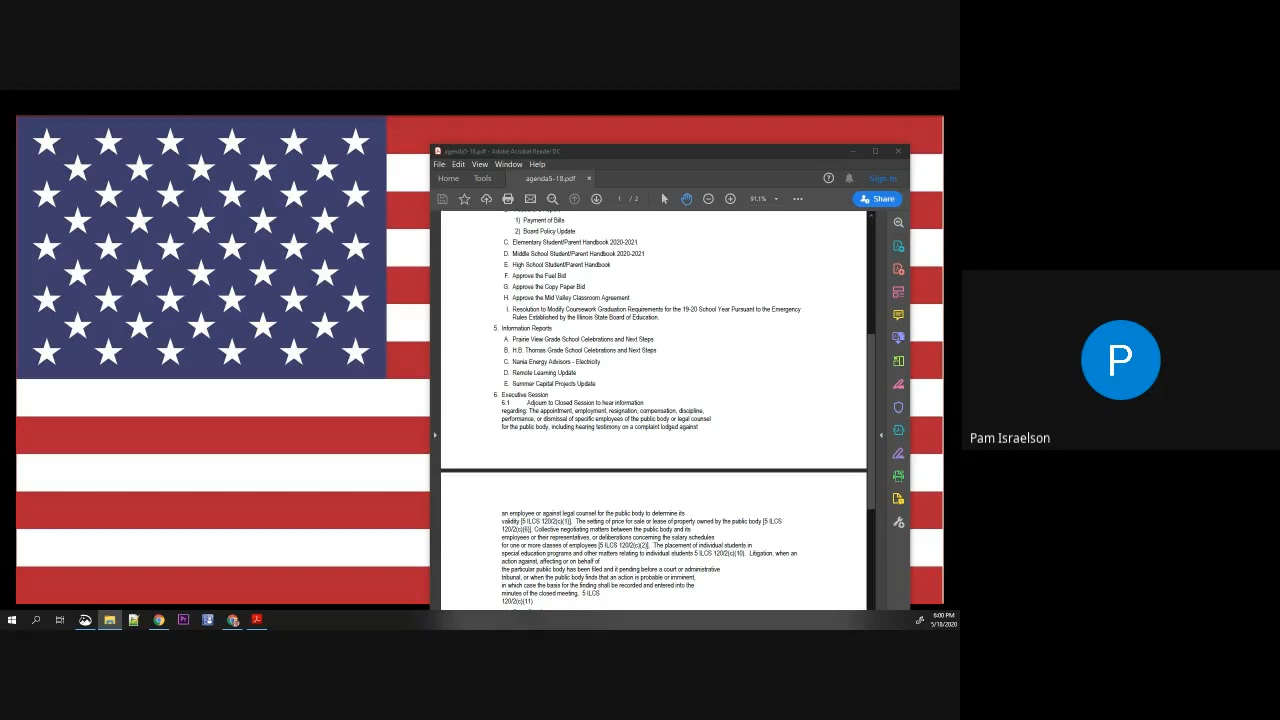 agenda5-18.pdf - Adobe Acrobat Reader DC
File Edit View Window Help
Home Tools agenda5-18.pdf × Sign In
1 / 2 91.1% Share
1) Payment of Bills
2) Board Policy Update
C. Elementary Student/Parent Handbook 2020-2021
D. Middle School Student/Parent Handbook 2020-2021
E. High School Student/Parent Handbook
F. Approve the Fuel Bid
G. Approve the Copy Paper Bid
H. Approve the Mid Valley Classroom Agreement
I. Resolution to Modify Coursework Graduation Requirements for the 19-20 School Year Pursuant to the Emergency
Rules Established by the Illinois State Board of Education.
5. Information Reports
A. Prairie View Grade School Celebrations and Next Steps
B. H.B. Thomas Grade School Celebrations and Next Steps
C. Nania Energy Advisors - Electricity
D. Remote Learning Update
E. Summer Capital Projects Update
6. Executive Session
6.1 Adjourn to Closed Session to hear information
regarding: The appointment, employment, resignation, compensation, discipline,
performance, or dismissal of specific employees of the public body or legal counsel
for the public body, including hearing testimony on a complaint lodged against
an employee or against legal counsel for the public body to determine its
validity [5 ILCS 120/2(c)(1)]. The setting of price for sale or lease of property owned by the public body [5 ILCS
120/2(c)(6)]. Collective negotiating matters between the public body and its
employees or their representatives, or deliberations concerning the salary schedules
for one or more classes of employees [5 ILCS 120/2(c)(2)]. The placement of individual students in
special education programs and other matters relating to individual students 5 ILCS 120/2(c)(10). Litigation, when an
action against, affecting or on behalf of
the particular public body has been filed and it pending before a court or administrative
tribunal, or when the public body finds that an action is probable or imminent,
in which case the basis for the finding shall be recorded and entered into the
minutes of the closed meeting. 5 ILCS
120/2(c)(11)
P
Pam Israelson
6:00 PM
5/18/2020